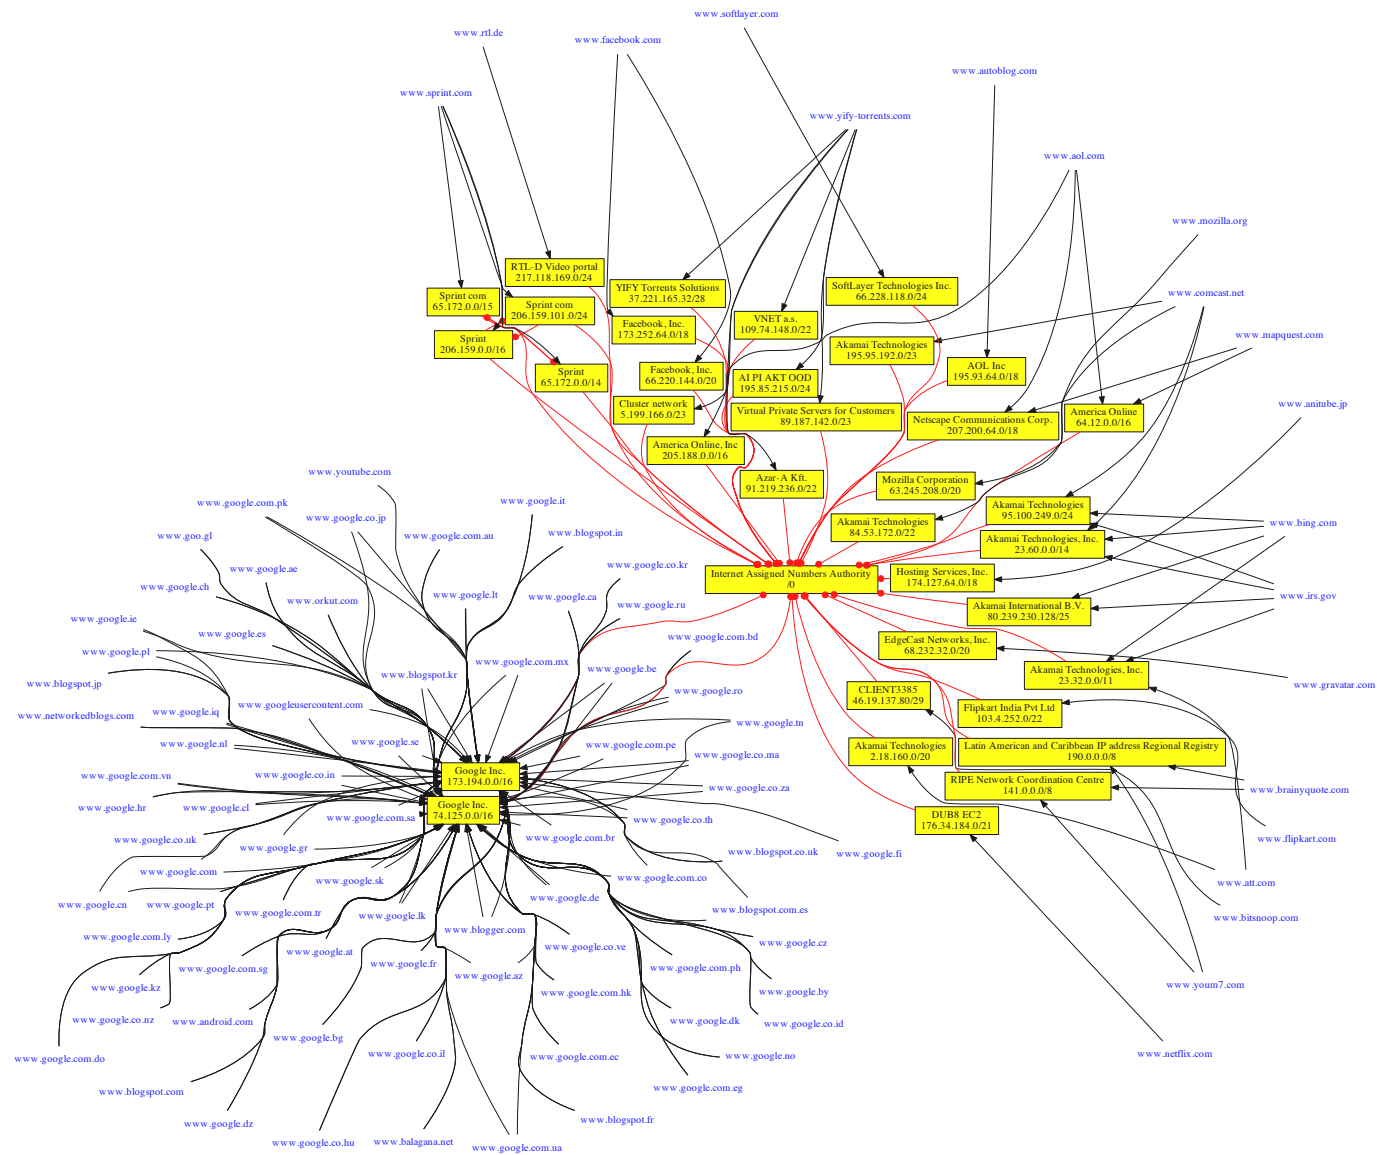 www.softlayer.com
www.rtl.de
www.facebook.com
www.autoblog.com
www.sprint.com
www.yify-torrents.com
www.aol.com
www.mozilla.org
RTL-D Video portal
217.118.169.0/24
YIFY Torrents Solutions
37.221.165.32/28
SoftLayer Technologies Inc.
66.228.118.0/24
www.comcast.net
Sprint com
65.172.0.0/15
Sprint com
206.159.101.0/24
Facebook, Inc.
173.252.64.0/18
VNET a.s.
109.74.148.0/22
www.mapquest.com
Sprint
206.159.0.0/16
Akamai Technologies
195.95.192.0/23
Sprint
65.172.0.0/14
Facebook, Inc.
66.220.144.0/20
AI PI AKT OOD
195.85.215.0/24
AOL Inc
195.93.64.0/18
Cluster network
5.199.166.0/23
Virtual Private Servers for Customers
89.187.142.0/23
Netscape Communications Corp.
207.200.64.0/18
America Online
64.12.0.0/16
www.anitube.jp
America Online, Inc
205.188.0.0/16
Azar-A Kft.
91.219.236.0/22
Mozilla Corporation
63.245.208.0/20
www.youtube.com
www.google.com.pk
www.google.it
www.google.co.jp
Akamai Technologies
95.100.249.0/24
Akamai Technologies
84.53.172.0/22
www.bing.com
www.goo.gl
www.google.com.au
www.blogspot.in
Akamai Technologies, Inc.
23.60.0.0/14
www.google.ae
www.google.co.kr
Internet Assigned Numbers Authority
/0
Hosting Services, Inc.
174.127.64.0/18
www.google.ch
www.orkut.com
www.google.lt
www.google.ca
www.google.ru
www.irs.gov
Akamai International B.V.
80.239.230.128/25
www.google.ie
www.google.es
www.google.com.bd
EdgeCast Networks, Inc.
68.232.32.0/20
www.google.pl
www.google.com.mx
www.google.be
www.blogspot.kr
Akamai Technologies, Inc.
23.32.0.0/11
www.blogspot.jp
www.google.ro
CLIENT3385
46.19.137.80/29
www.gravatar.com
www.googleusercontent.com
www.networkedblogs.com
www.google.iq
Flipkart India Pvt Ltd
103.4.252.0/22
www.google.tn
www.google.nl
www.google.se
www.google.com.pe
www.google.co.ma
Akamai Technologies
2.18.160.0/20
Latin American and Caribbean IP address Regional Registry
190.0.0.0/8
www.google.com.vn
www.google.co.in
Google Inc.
173.194.0.0/16
www.google.co.za
RIPE Network Coordination Centre
141.0.0.0/8
www.brainyquote.com
www.google.hr
www.google.cl
www.google.com.sa
Google Inc.
74.125.0.0/16
www.google.co.th
DUB8 EC2
176.34.184.0/21
www.google.co.uk
www.google.gr
www.google.com.br
www.blogspot.co.uk
www.google.fi
www.flipkart.com
www.google.com
www.google.sk
www.google.com.co
www.att.com
www.google.cn
www.google.pt
www.google.com.tr
www.google.lk
www.google.de
www.blogspot.com.es
www.bitsnoop.com
www.google.com.ly
www.google.at
www.blogger.com
www.google.co.ve
www.google.cz
www.google.com.sg
www.google.fr
www.google.az
www.google.com.ph
www.google.kz
www.google.com.hk
www.google.by
www.youm7.com
www.google.co.nz
www.android.com
www.google.bg
www.google.dk
www.google.co.id
www.google.com.do
www.google.co.il
www.google.com.ec
www.google.no
www.netflix.com
www.blogspot.com
www.google.com.eg
www.google.dz
www.google.co.hu
www.balagana.net
www.google.com.ua
www.blogspot.fr